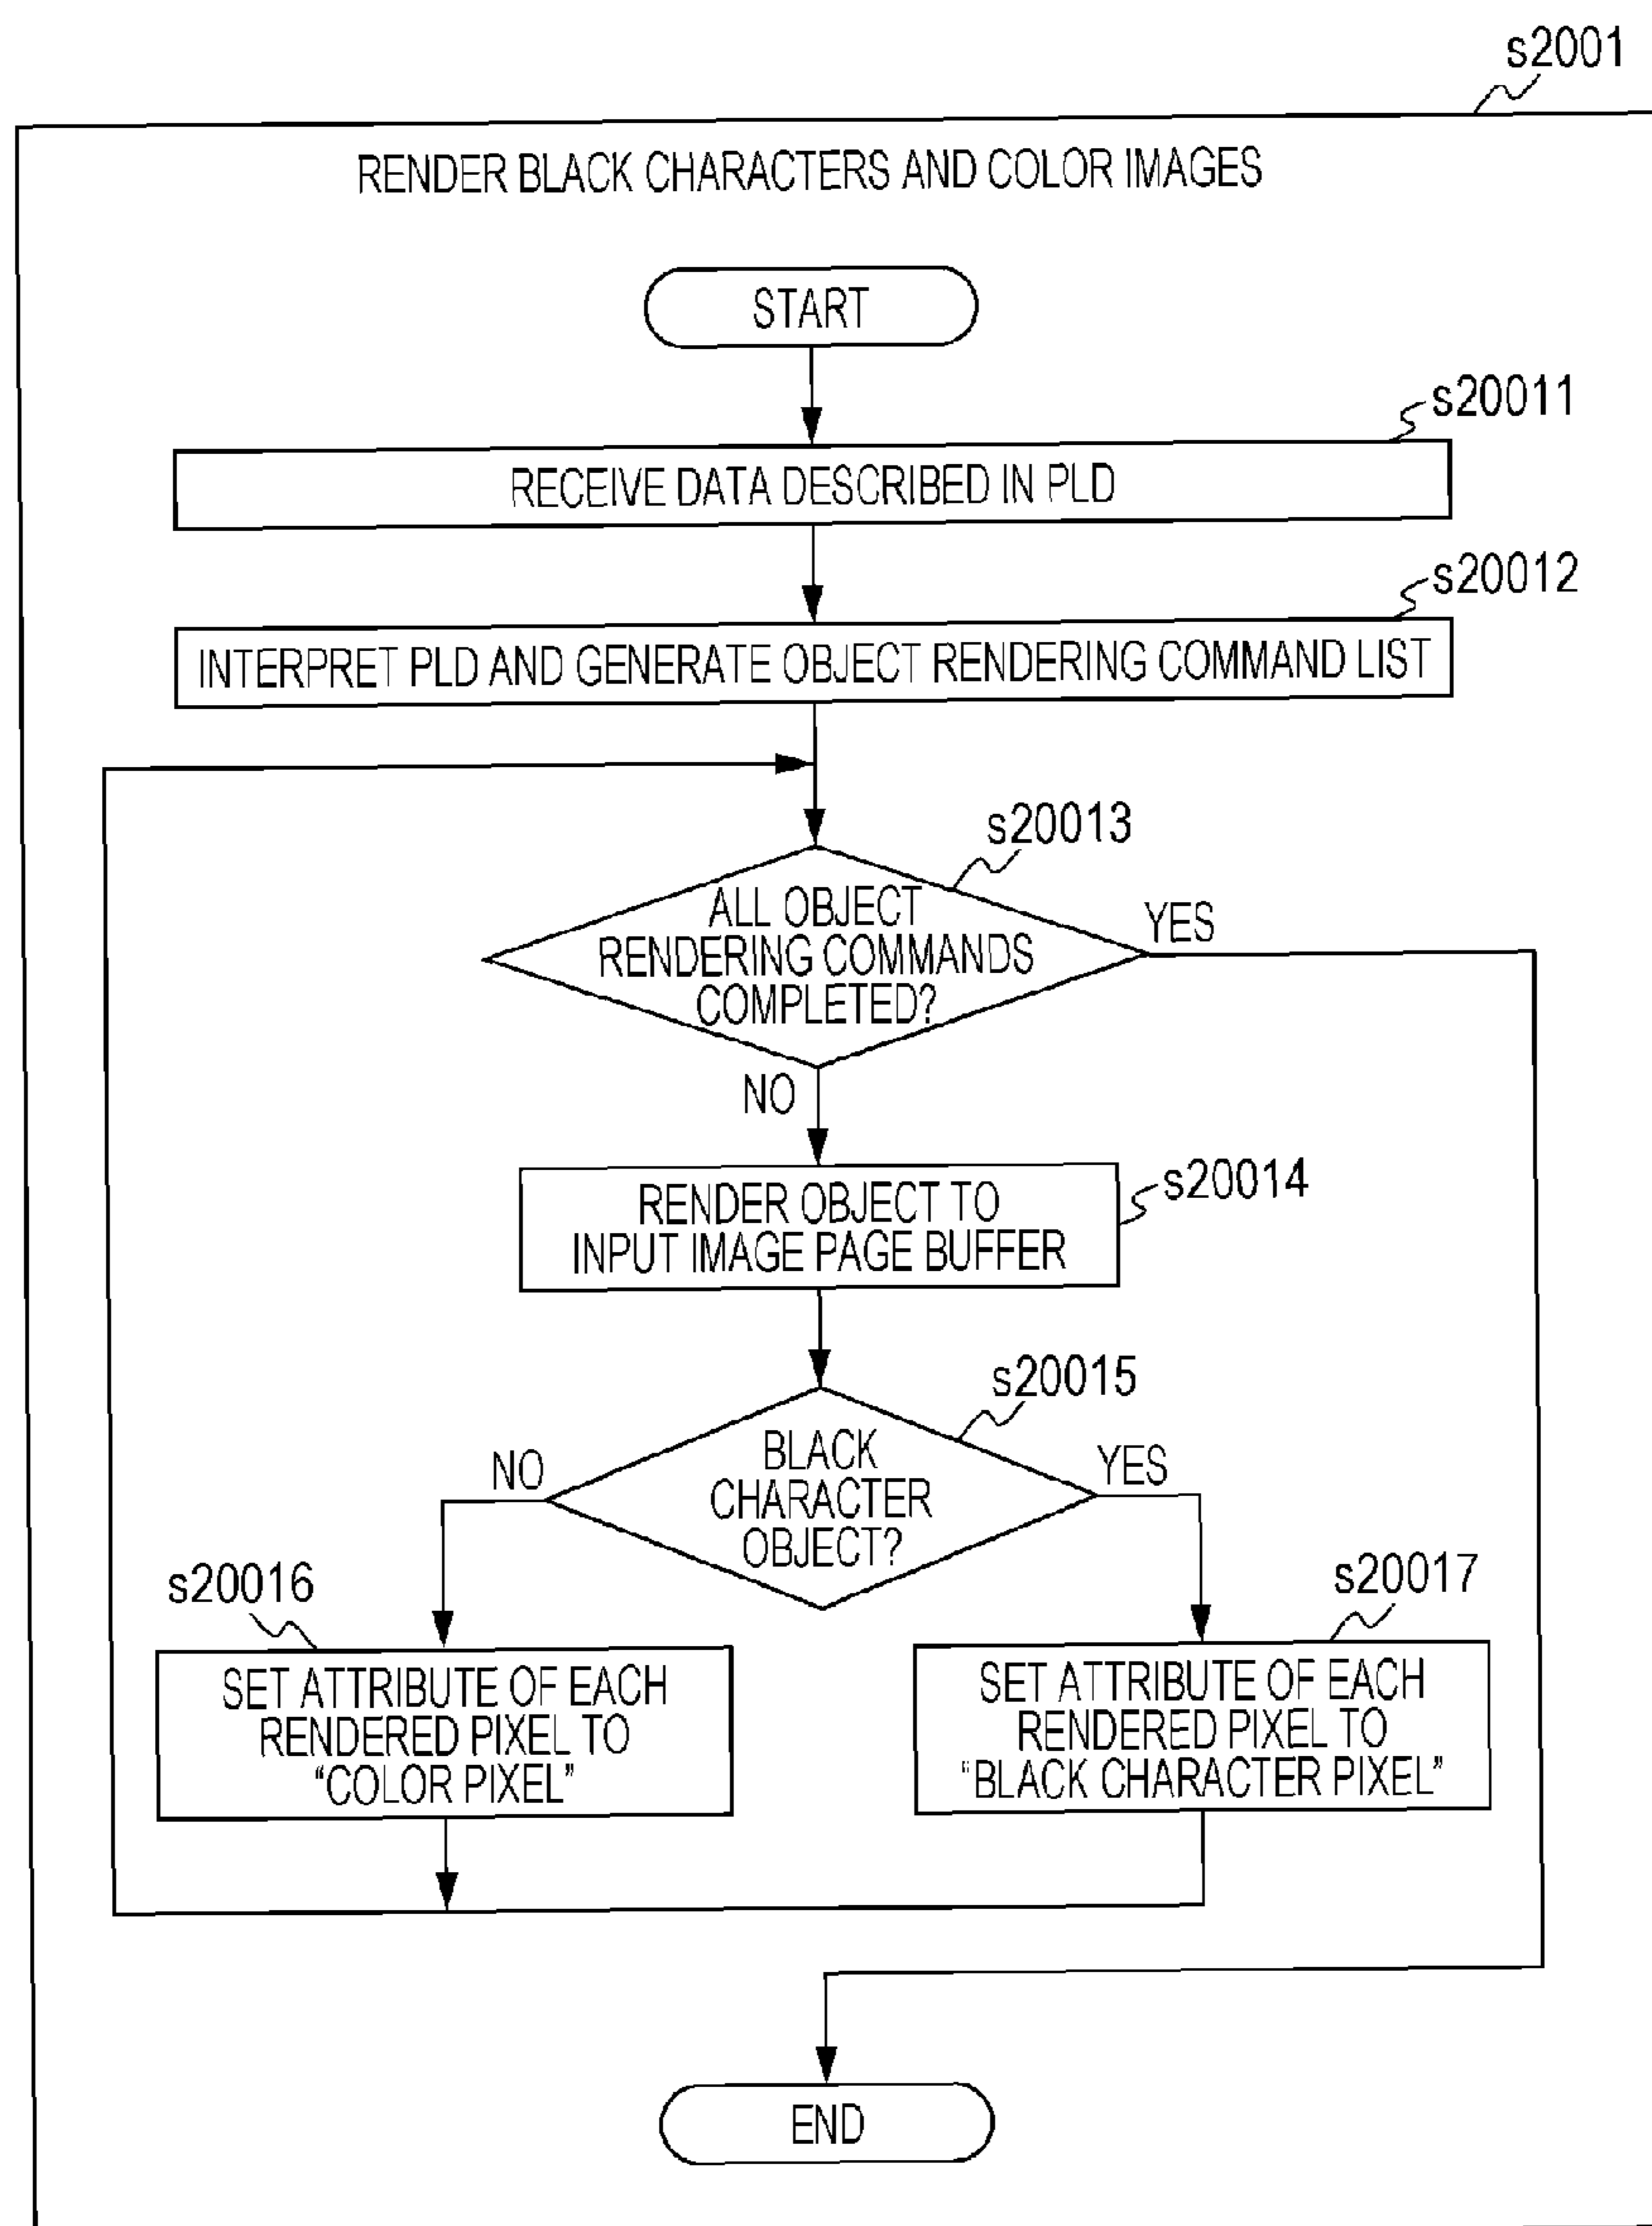 s2001
RENDER BLACK CHARACTERS AND COLOR IMAGES
START
s20011
RECEIVE DATA DESCRIBED IN PLD
s20012
INTERPRET PLD AND GENERATE OBJECT RENDERING COMMAND LIST
s20013
ALL OBJECT
RENDERING COMMANDS
COMPLETED?
YES
NO
s20014
RENDER OBJECT TO
INPUT IMAGE PAGE BUFFER
s20015
BLACK
CHARACTER
OBJECT?
NO
YES
s20016
SET ATTRIBUTE OF EACH
RENDERED PIXEL TO
“COLOR PIXEL”
s20017
SET ATTRIBUTE OF EACH
RENDERED PIXEL TO
“BLACK CHARACTER PIXEL”
END